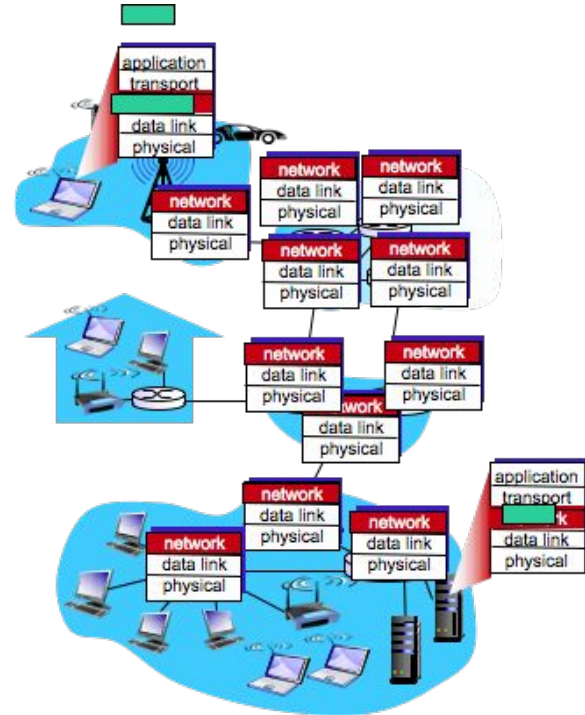 application
transport
data link
physical
network
data link
physical
network
data link
physical
network
data link
physical
network
data link
physical
network
data link
physical
network
data link
physical
network
data link
physical
network
data link
physical
application
transport
data link
physical
network
data link
physical
network
data link
physical
network
data link
physical